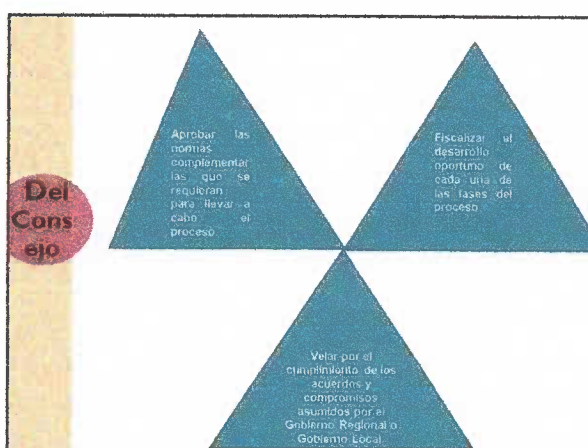 Del
Cons
ejo
Aprobar las
normas
complementar
ias que se
requieran
para llevar a
cabo el
proceso
Fiscalizar el
desarrollo
oportuno de
cada una de
las fases del
proceso
Velar por el
cumplimiento de los
acuerdos y
compromisos
asumidos por el
Gobierno Regional o
Gobierno Local.